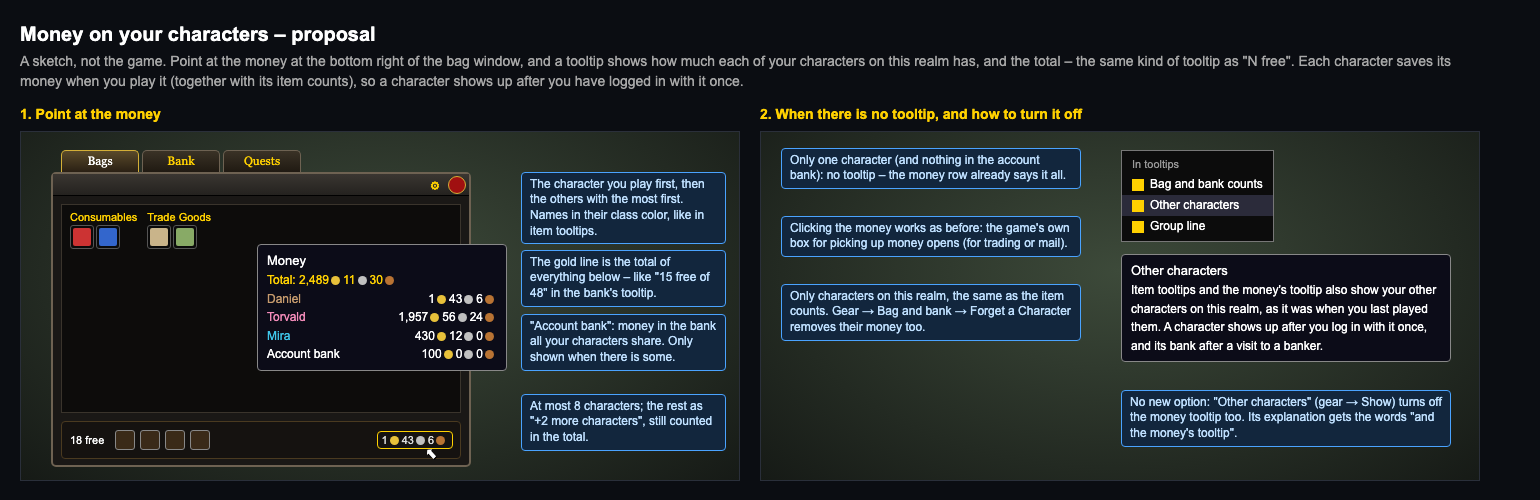 Money on your characters – proposal
A sketch, not the game. Point at the money at the bottom right of the bag window, and a tooltip shows how much each of your characters on this realm has, and the total – the same kind of tooltip as "N free". Each character saves its
money when you play it (together with its item counts), so a character shows up after you have logged in with it once.
1. Point at the money
Bags
Bank
Quests
Consumables
Trade Goods
Money
Total: 2,489 11 30
Daniel 1 43 6
Torvald 1,957 56 24
Mira 430 12 0
Account bank 100 0 0
18 free
1 43 6
The character you play first, then
the others with the most first.
Names in their class color, like in
item tooltips.
The gold line is the total of
everything below – like "15 free of
48" in the bank's tooltip.
"Account bank": money in the bank
all your characters share. Only
shown when there is some.
At most 8 characters; the rest as
"+2 more characters", still counted
in the total.
2. When there is no tooltip, and how to turn it off
Only one character (and nothing in the account
bank): no tooltip – the money row already says it all.
Clicking the money works as before: the game's own
box for picking up money opens (for trading or mail).
Only characters on this realm, the same as the item
counts. Gear → Bag and bank → Forget a Character
removes their money too.
In tooltips
Bag and bank counts
Other characters
Group line
Other characters
Item tooltips and the money's tooltip also show your other
characters on this realm, as it was when you last played
them. A character shows up after you log in with it once,
and its bank after a visit to a banker.
No new option: "Other characters" (gear → Show) turns off
the money tooltip too. Its explanation gets the words "and
the money's tooltip".